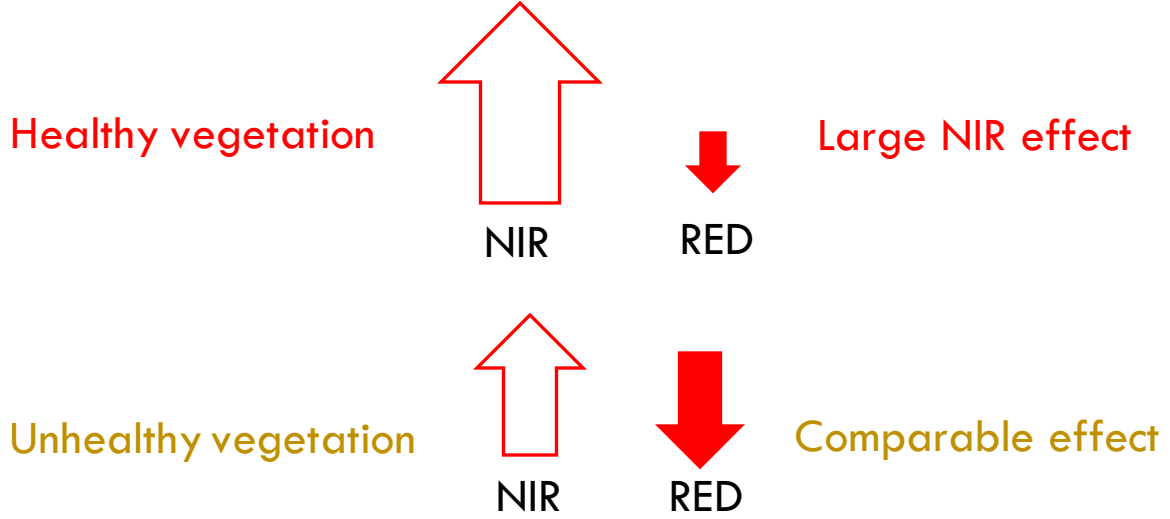 Healthy vegetation
Large NIR effect
NIR
RED
Unhealthy vegetation
Comparable effect
NIR
RED